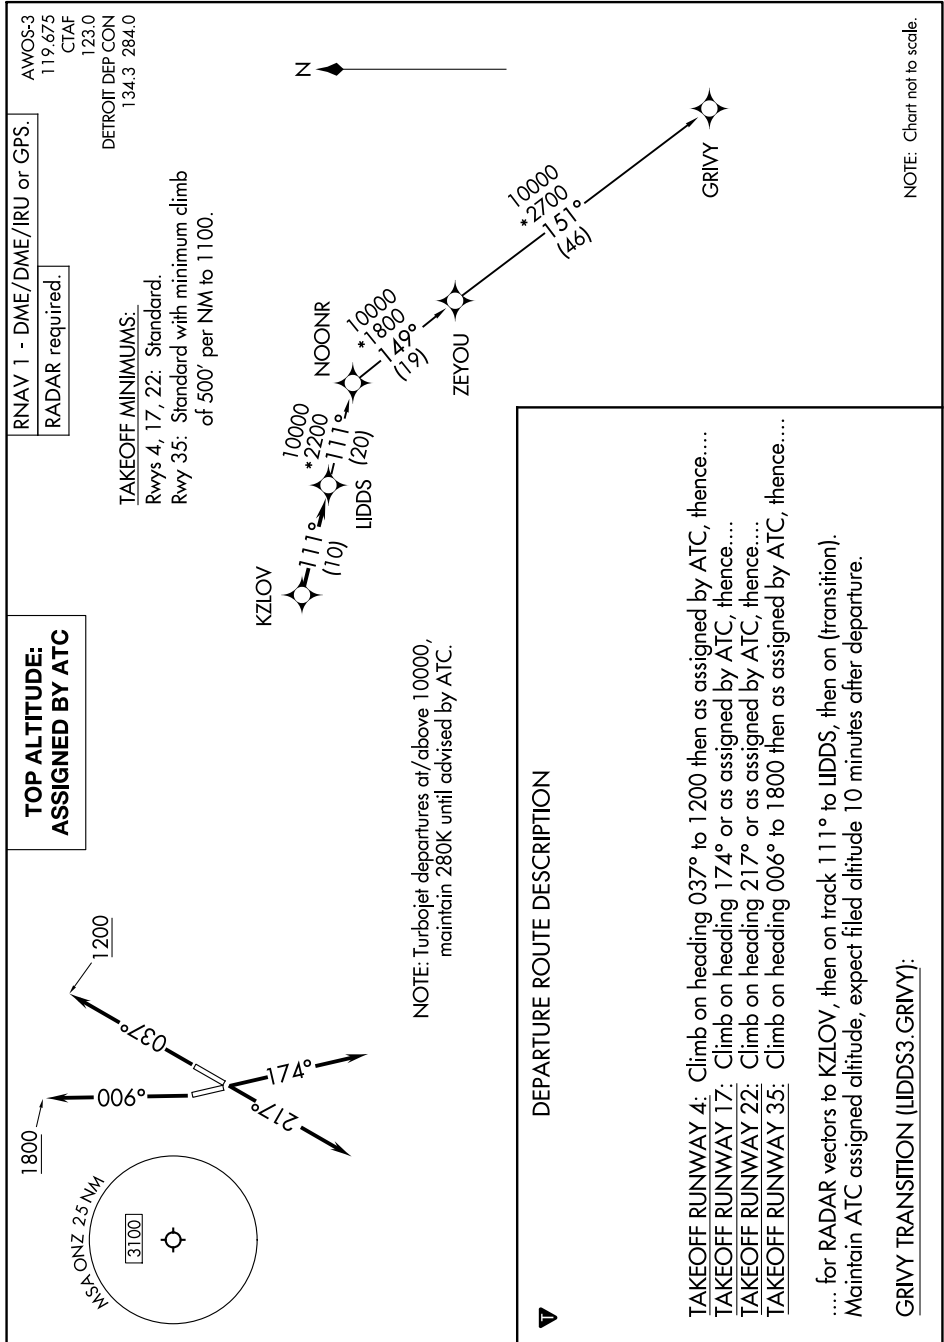 TOP ALTITUDE:
ASSIGNED BY ATC
RNAV 1 - DME/DME/IRU or GPS.
RADAR required.
AWOS-3
119.675
CTAF
123.0
DETROIT DEP CON
134.3 284.0
TAKEOFF MINIMUMS:
Rwys 4, 17, 22: Standard.
Rwy 35: Standard with minimum climb
of 500' per NM to 1100.
MSA ONZ 25 NM
3100
1800
1200
006°
037°
174°
217°
NOTE: Turbojet departures at/above 10000,
maintain 280K until advised by ATC.
N
KZLOV
111°
(10)
LIDDS
10000
*2200
111°
(20)
NOONR
10000
*1800
149°
(19)
ZEYOU
10000
*2700
151°
(46)
GRIVY
NOTE: Chart not to scale.
T
DEPARTURE ROUTE DESCRIPTION
TAKEOFF RUNWAY 4: Climb on heading 037° to 1200 then as assigned by ATC, thence....
TAKEOFF RUNWAY 17: Climb on heading 174° or as assigned by ATC, thence....
TAKEOFF RUNWAY 22: Climb on heading 217° or as assigned by ATC, thence....
TAKEOFF RUNWAY 35: Climb on heading 006° to 1800 then as assigned by ATC, thence....
.... for RADAR vectors to KZLOV, then on track 111° to LIDDS, then on (transition).
Maintain ATC assigned altitude, expect filed altitude 10 minutes after departure.
GRIVY TRANSITION (LIDDS3.GRIVY):